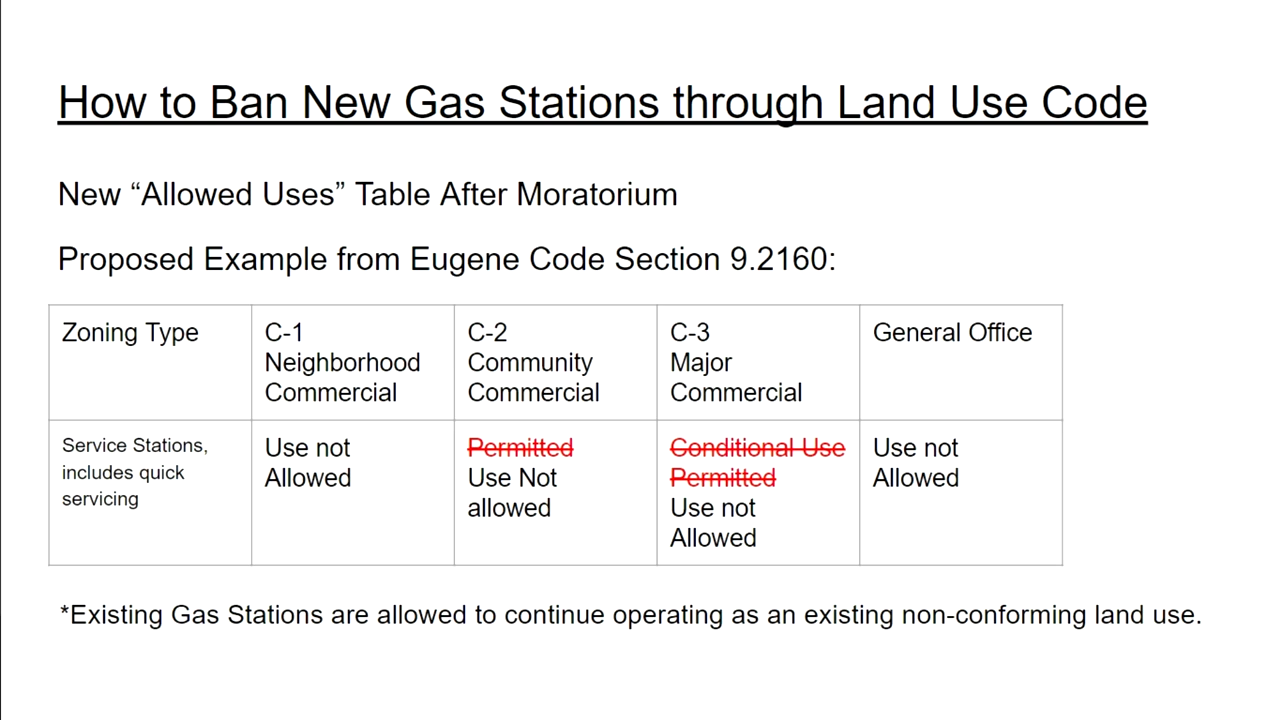 How to Ban New Gas Stations through Land Use Code
New “Allowed Uses” Table After Moratorium
Proposed Example from Eugene Code Section 9.2160:
Zoning Type
C-1
Neighborhood
Commercial
C-2
Community
Commercial
C-3
Major
Commercial
General Office
Service Stations,
includes quick
servicing
Use not
Allowed
Permitted
Use Not
allowed
Conditional Use
Permitted
Use not
Allowed
Use not
Allowed
*Existing Gas Stations are allowed to continue operating as an existing non-conforming land use.